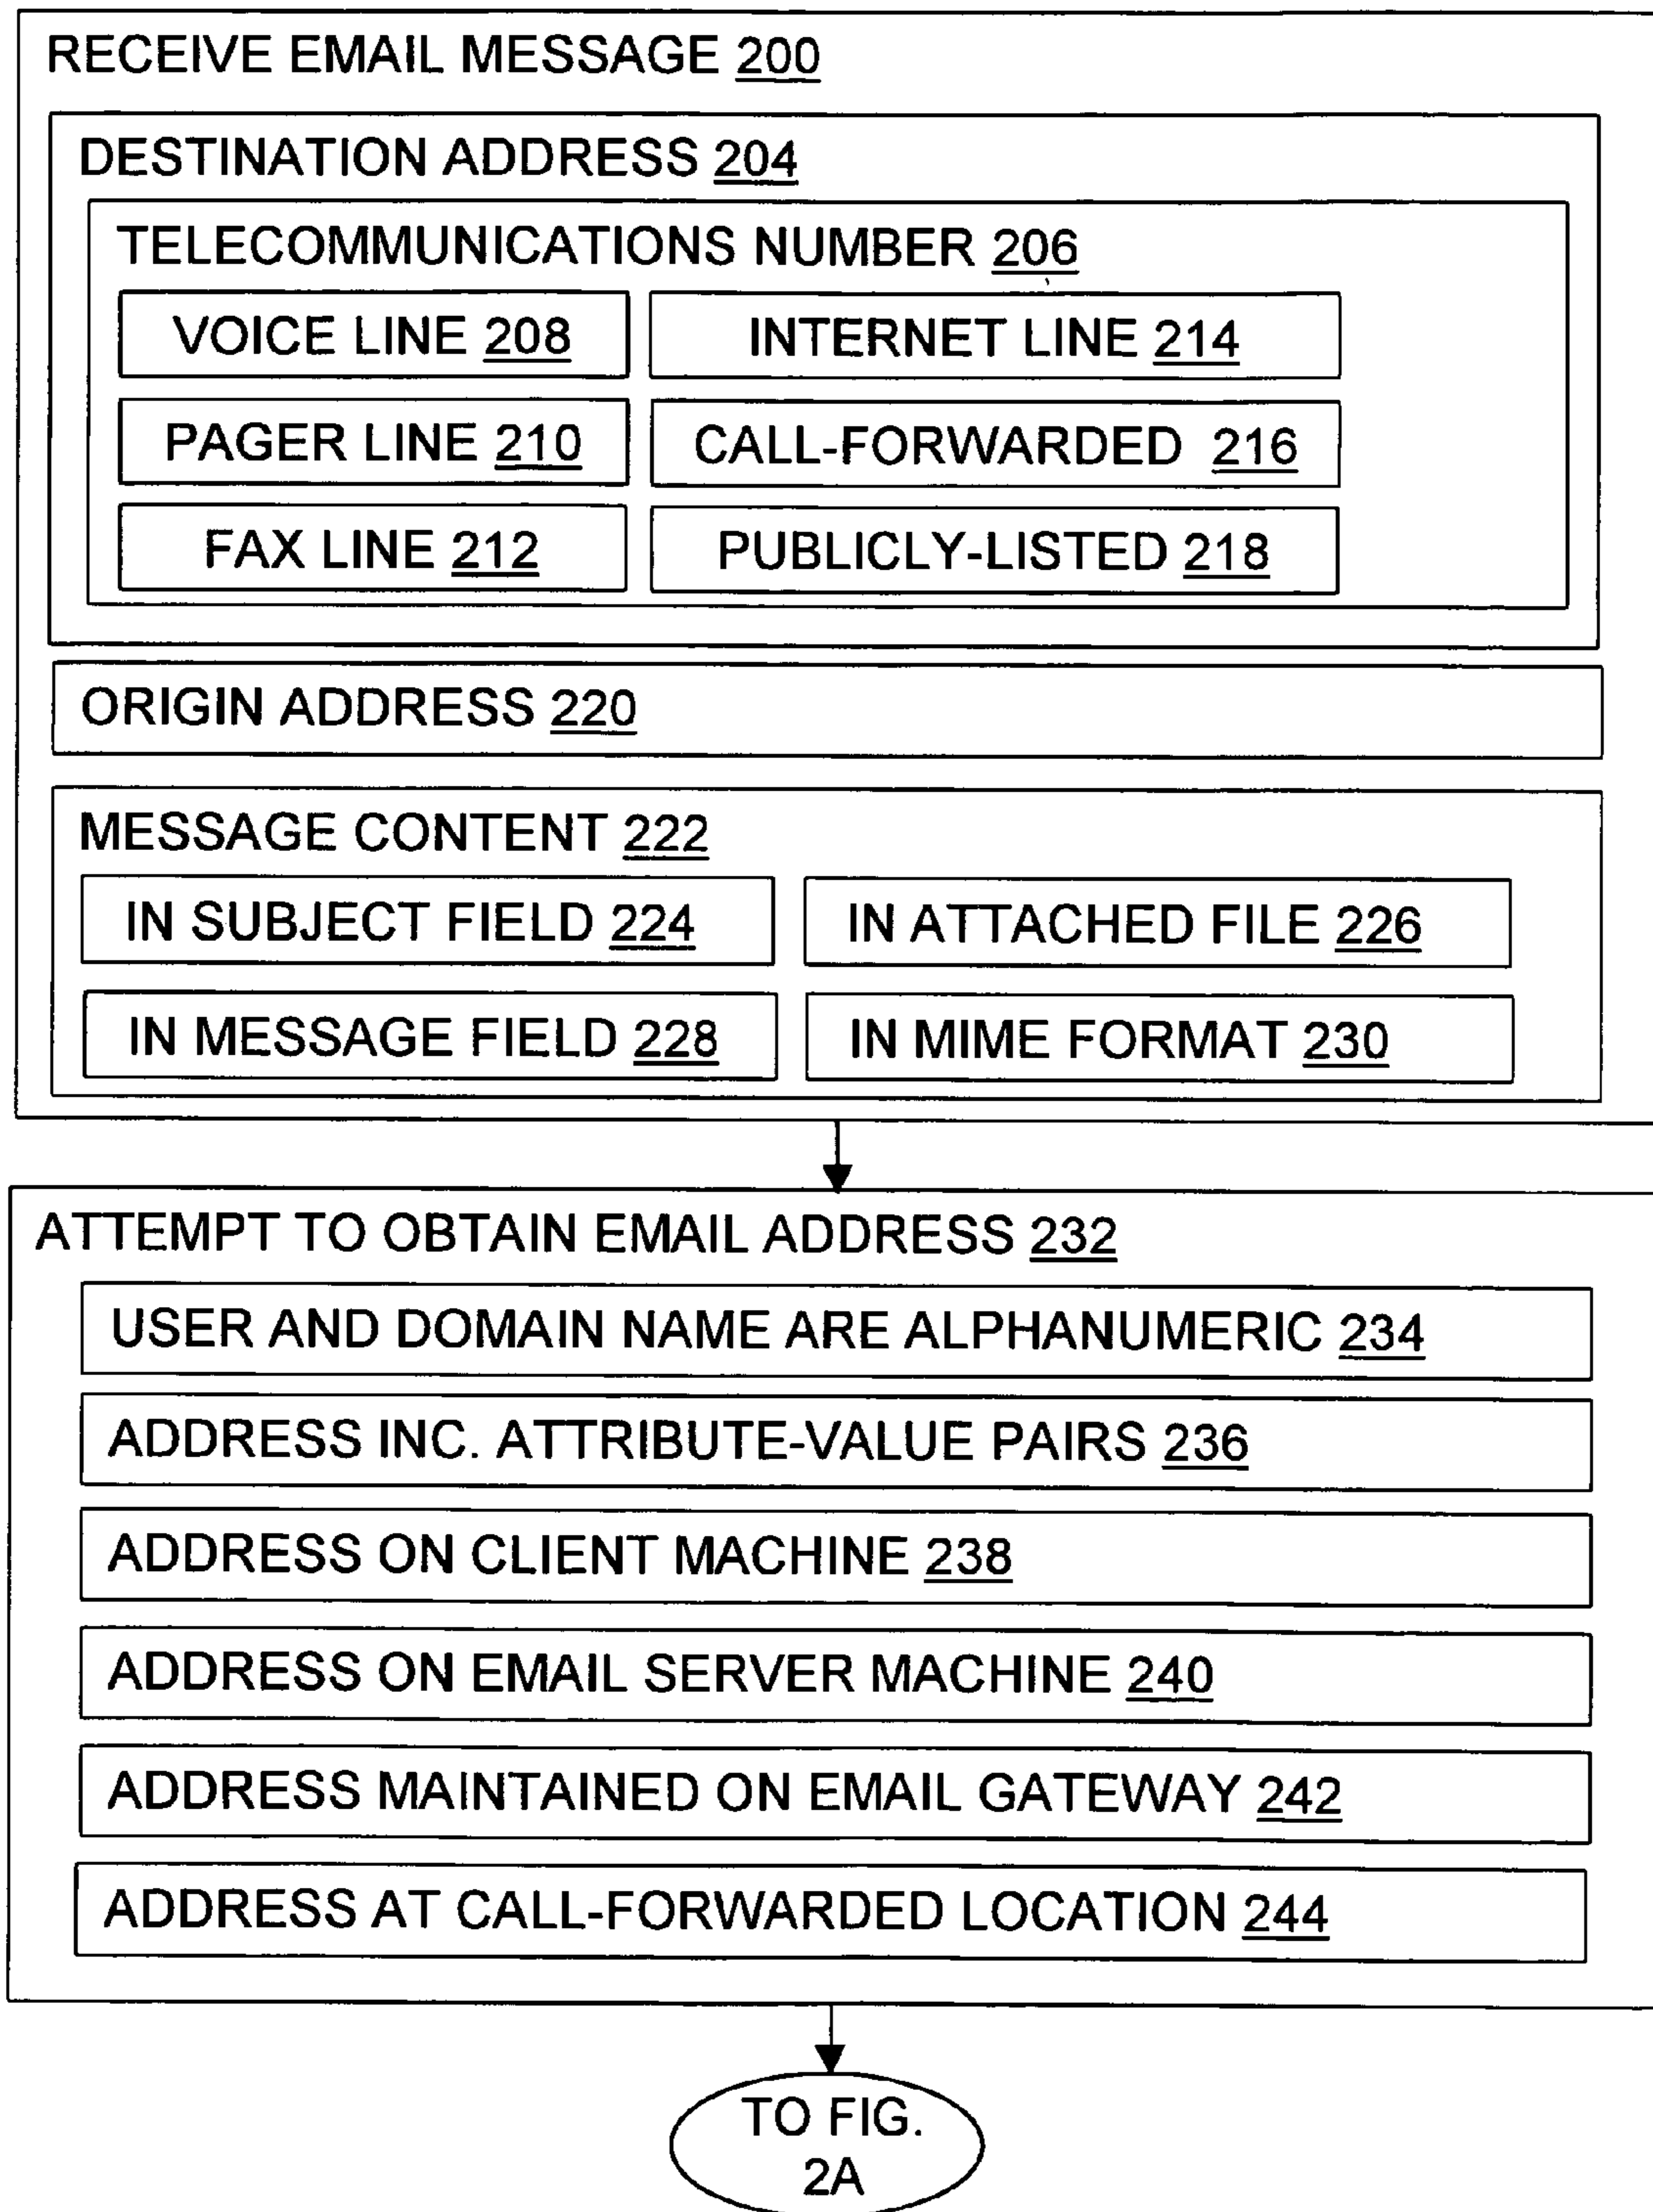 RECEIVE EMAIL MESSAGE 200
DESTINATION ADDRESS 204
TELECOMMUNICATIONS NUMBER 206
VOICE LINE 208
INTERNET LINE 214
PAGER LINE 210
CALL-FORWARDED 216
FAX LINE 212
PUBLICLY-LISTED 218
ORIGIN ADDRESS 220
MESSAGE CONTENT 222
IN SUBJECT FIELD 224
IN ATTACHED FILE 226
IN MESSAGE FIELD 228
IN MIME FORMAT 230
ATTEMPT TO OBTAIN EMAIL ADDRESS 232
USER AND DOMAIN NAME ARE ALPHANUMERIC 234
ADDRESS INC. ATTRIBUTE-VALUE PAIRS 236
ADDRESS ON CLIENT MACHINE 238
ADDRESS ON EMAIL SERVER MACHINE 240
ADDRESS MAINTAINED ON EMAIL GATEWAY 242
ADDRESS AT CALL-FORWARDED LOCATION 244
TO FIG.
2A